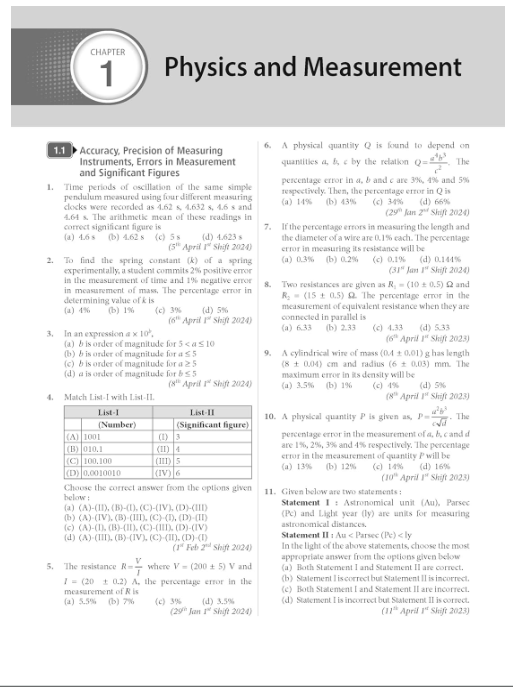 CHAPTER
1
Physics and Measurement
1.1 Accuracy, Precision of Measuring
Instruments, Errors in Measurement
and Significant Figures
1. Time periods of oscillation of the same simple
pendulum measured using four different measuring
clocks were recorded as 4.62 s, 4.632 s, 4.6 s and
4.64 s. The arithmetic mean of these readings in
correct significant figure is
(a) 4.6 s (b) 4.62 s (c) 5 s (d) 4.623 s
(5th April 1st Shift 2024)
2. To find the spring constant (k) of a spring
experimentally, a student commits 2% positive error
in the measurement of time and 1% negative error
in measurement of mass. The percentage error in
determining value of k is
(a) 4% (b) 1% (c) 3% (d) 5%
(6th April 1st Shift 2024)
3. In an expression a × 10ᵇ,
(a) b is order of magnitude for 5 < a ≤ 10
(b) b is order of magnitude for a ≤ 5
(c) b is order of magnitude for a ≥ 5
(d) a is order of magnitude for b ≤ 5
(8th April 1st Shift 2024)
4. Match List-I with List-II.
List-I List-II
(Number) (Significant figure)
(A) 1001 (I) 3
(B) 010.1 (II) 4
(C) 100.100 (III) 5
(D) 0.0010010 (IV) 6
Choose the correct answer from the options given
below :
(a) (A)-(II), (B)-(I), (C)-(IV), (D)-(III)
(b) (A)-(IV), (B)-(III), (C)-(I), (D)-(II)
(c) (A)-(I), (B)-(II), (C)-(III), (D)-(IV)
(d) (A)-(III), (B)-(IV), (C)-(II), (D)-(I)
(1st Feb 2nd Shift 2024)
5. The resistance R = V/I where V = (200 ± 5) V and
I = (20 ± 0.2) A, the percentage error in the
measurement of R is
(a) 5.5% (b) 7% (c) 3% (d) 3.5%
(29th Jan 1st Shift 2024)
6. A physical quantity Q is found to depend on
quantities a, b, c by the relation Q = a⁴b³/c². The
percentage error in a, b and c are 3%, 4% and 5%
respectively. Then, the percentage error in Q is
(a) 14% (b) 43% (c) 34% (d) 66%
(29th Jan 2nd Shift 2024)
7. If the percentage errors in measuring the length and
the diameter of a wire are 0.1% each. The percentage
error in measuring its resistance will be
(a) 0.3% (b) 0.2% (c) 0.1% (d) 0.144%
(31st Jan 1st Shift 2024)
8. Two resistances are given as R₁ = (10 ± 0.5) Ω and
R₂ = (15 ± 0.5) Ω. The percentage error in the
measurement of equivalent resistance when they are
connected in parallel is
(a) 6.33 (b) 2.33 (c) 4.33 (d) 5.33
(6th April 1st Shift 2023)
9. A cylindrical wire of mass (0.4 ± 0.01) g has length
(8 ± 0.04) cm and radius (6 ± 0.03) mm. The
maximum error in its density will be
(a) 3.5% (b) 1% (c) 4% (d) 5%
(8th April 1st Shift 2023)
10. A physical quantity P is given as, P = a²b³/c√d. The
percentage error in the measurement of a, b, c and d
are 1%, 2%, 3% and 4% respectively. The percentage
error in the measurement of quantity P will be
(a) 13% (b) 12% (c) 14% (d) 16%
(10th April 1st Shift 2023)
11. Given below are two statements :
Statement I : Astronomical unit (Au), Parsec
(Pc) and Light year (ly) are units for measuring
astronomical distances.
Statement II : Au < Parsec (Pc) < ly
In the light of the above statements, choose the most
appropriate answer from the options given below
(a) Both Statement I and Statement II are correct.
(b) Statement I is correct but Statement II is incorrect.
(c) Both Statement I and Statement II are incorrect.
(d) Statement I is incorrect but Statement II is correct.
(11th April 1st Shift 2023)